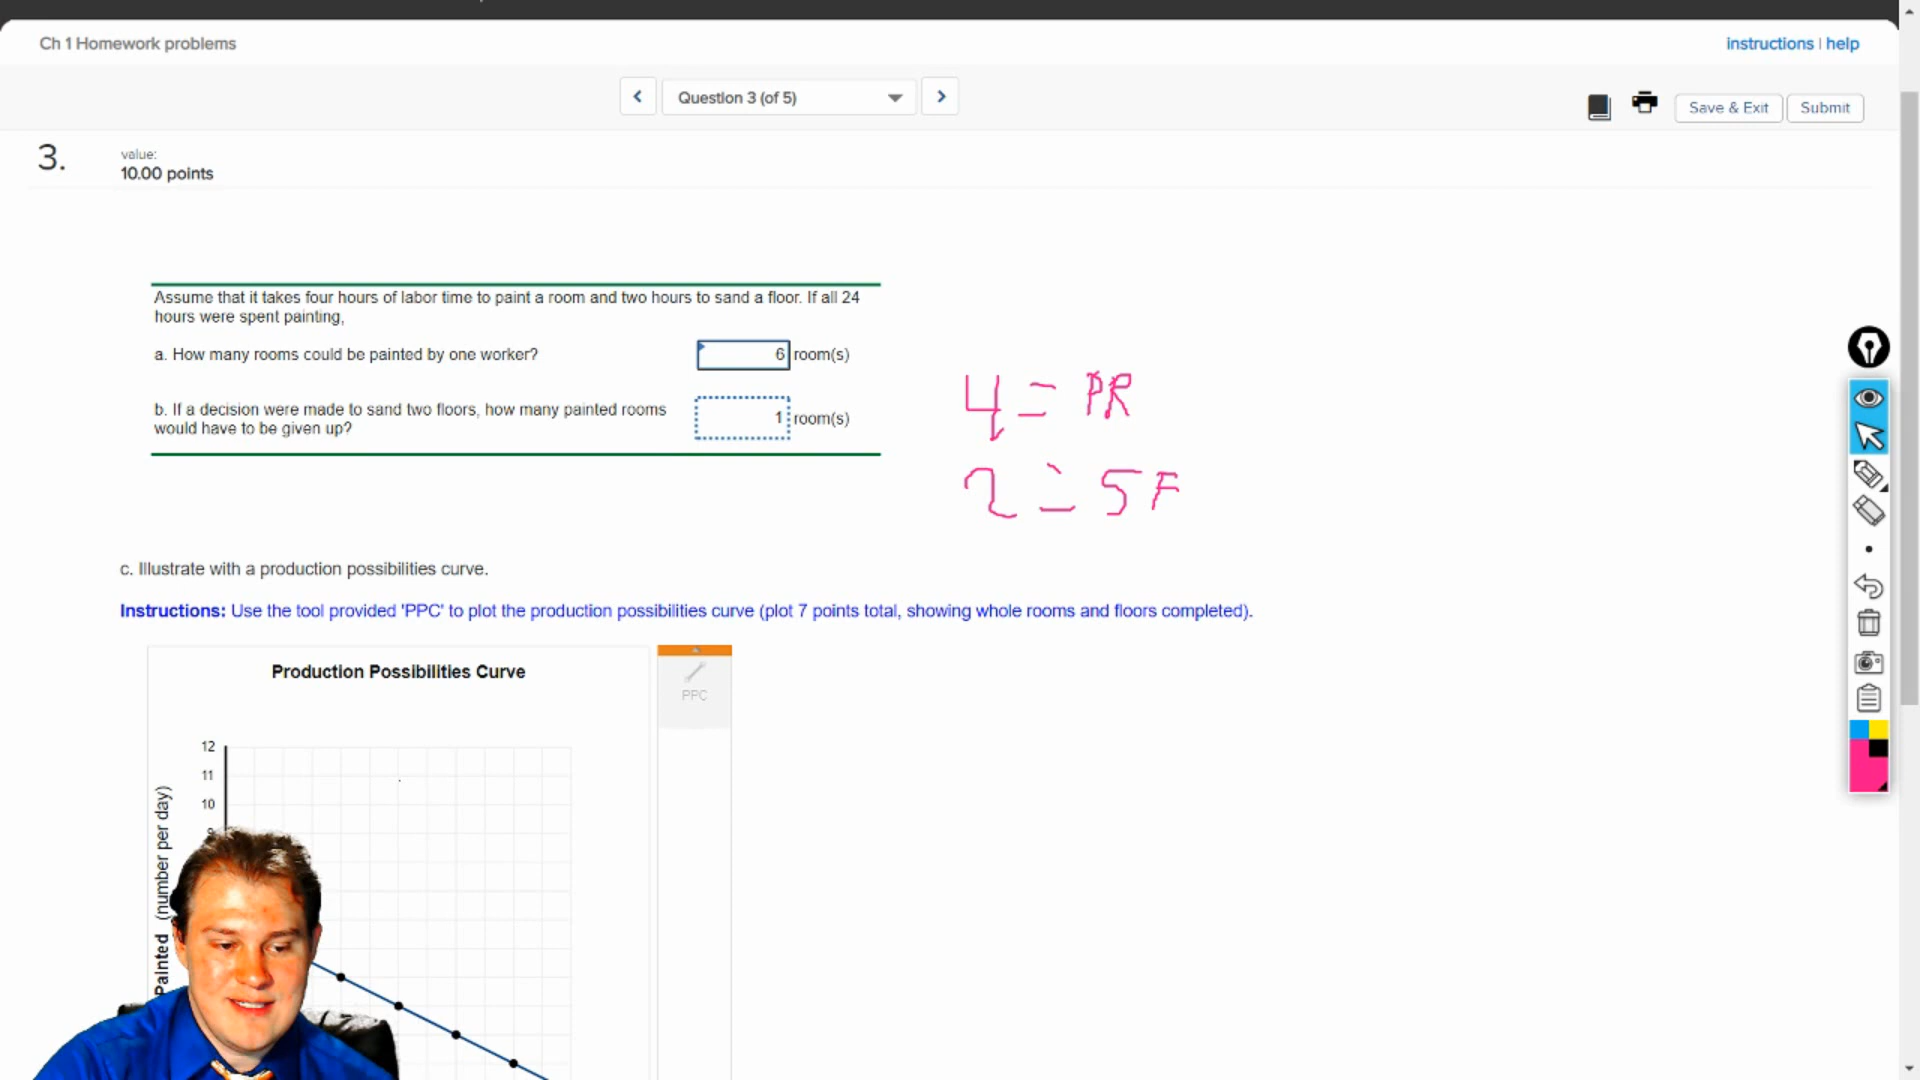 Ch 1 Homework problems
instructions | help
Question 3 (of 5)
Save & Exit
Submit
3.
value:
10.00 points
Assume that it takes four hours of labor time to paint a room and two hours to sand a floor. If all 24
hours were spent painting,
a. How many rooms could be painted by one worker?
6 room(s)
b. If a decision were made to sand two floors, how many painted rooms
would have to be given up?
1 room(s)
4 = PR
2 = SF
c. Illustrate with a production possibilities curve.
Instructions: Use the tool provided 'PPC' to plot the production possibilities curve (plot 7 points total, showing whole rooms and floors completed).
Production Possibilities Curve
PPC
12
11
10
Painted (number per day)